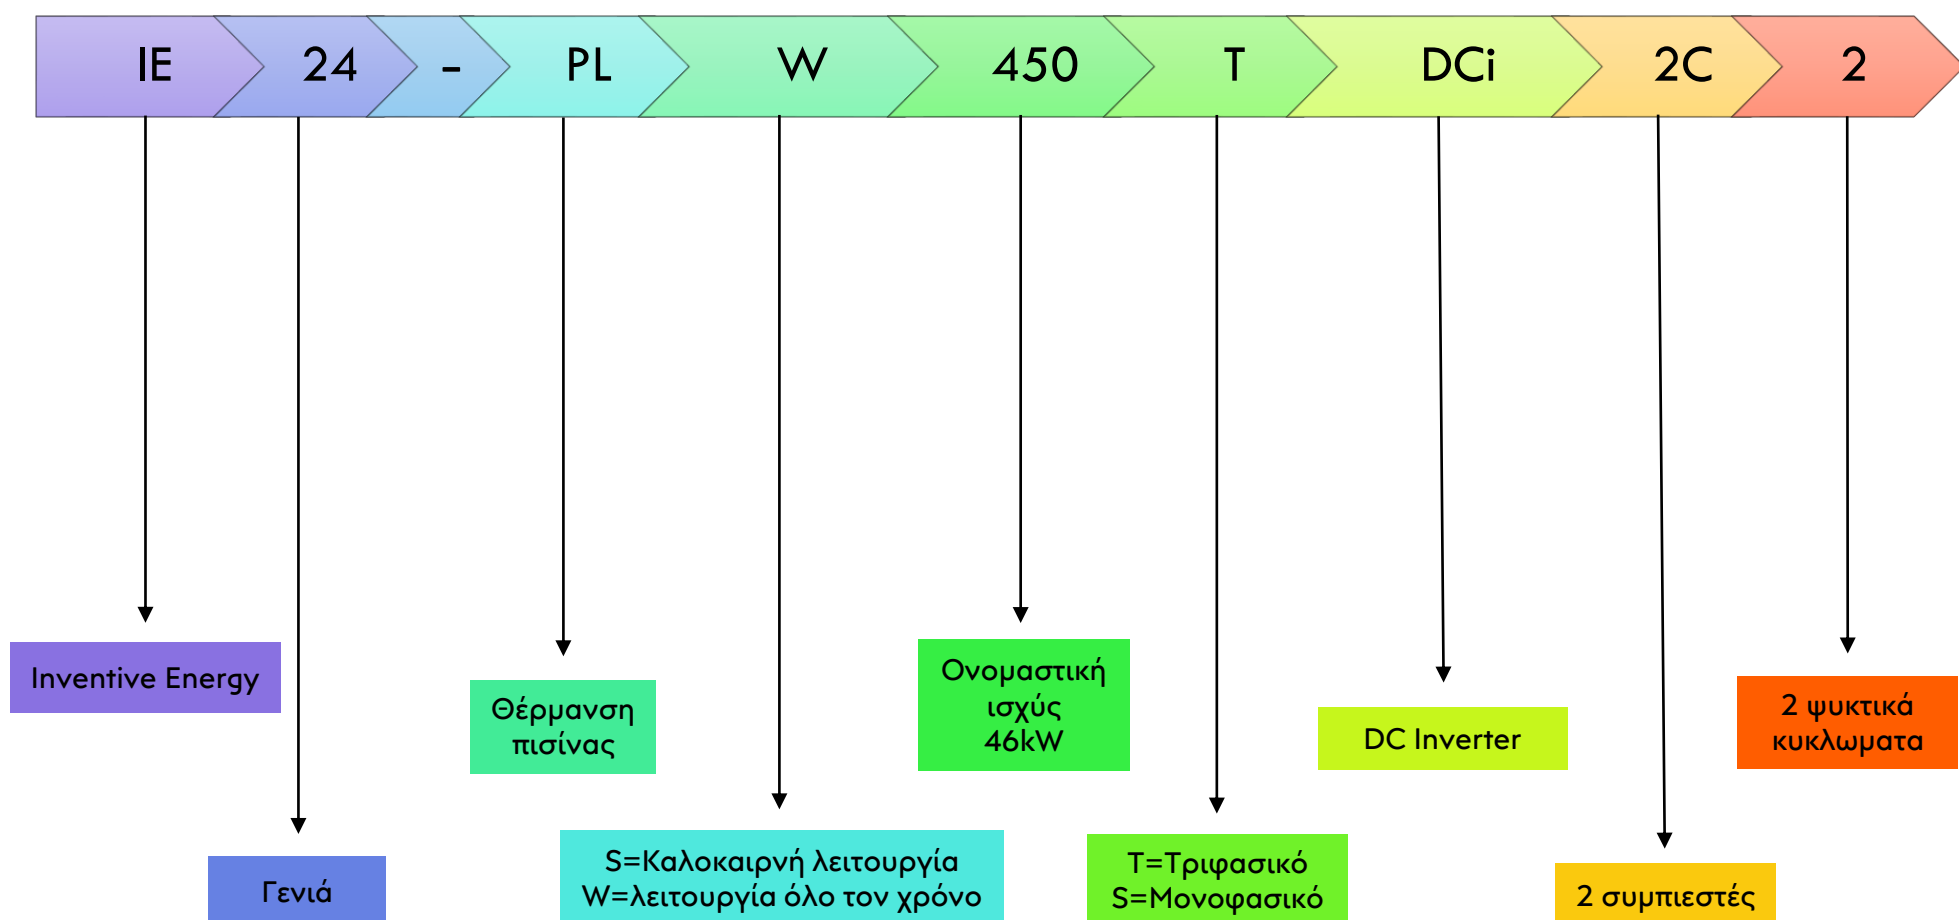 IE 24 - PL W 450 T DCi 2C 2
Inventive Energy
Γενιά
Θέρμανση
πισίνας
S=Καλοκαιρνή λειτουργία
W=λειτουργία όλο τον χρόνο
Ονομαστική
ισχύς
46kW
T=Τριφασικό
S=Μονοφασικό
DC Inverter
2 συμπιεστές
2 ψυκτικά
κυκλωματα